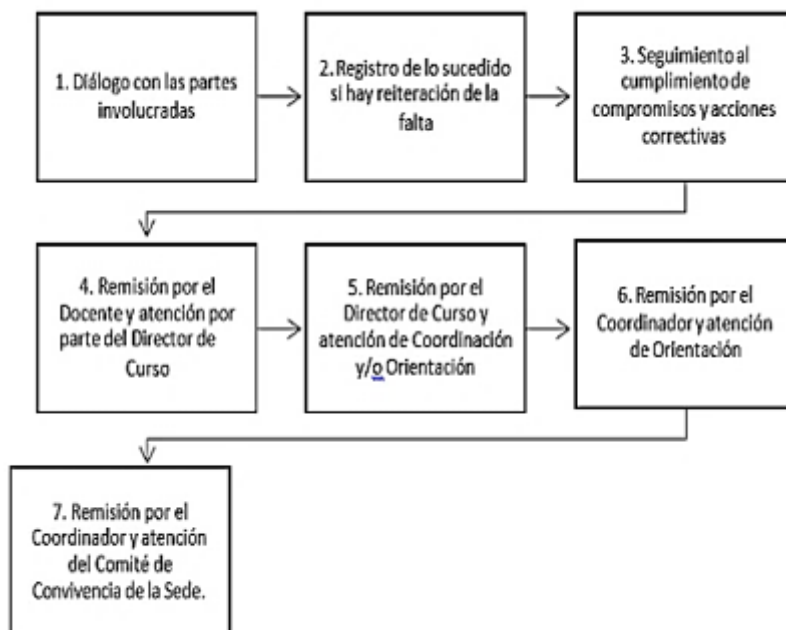 1. Diálogo con las partes
involucradas
2. Registro de lo sucedido
si hay reiteración de la
falta
3. Seguimiento al
cumplimiento de
compromisos y acciones
correctivas
4. Remisión por el
Docente y atención por
parte del Director de
Curso
5. Remisión por el
Director de Curso y
atención de Coordinación
y/o Orientación
6. Remisión por el
Coordinador y atención
de Orientación
7. Remisión por el
Coordinador y atención
del Comité de
Convivencia de la Sede.